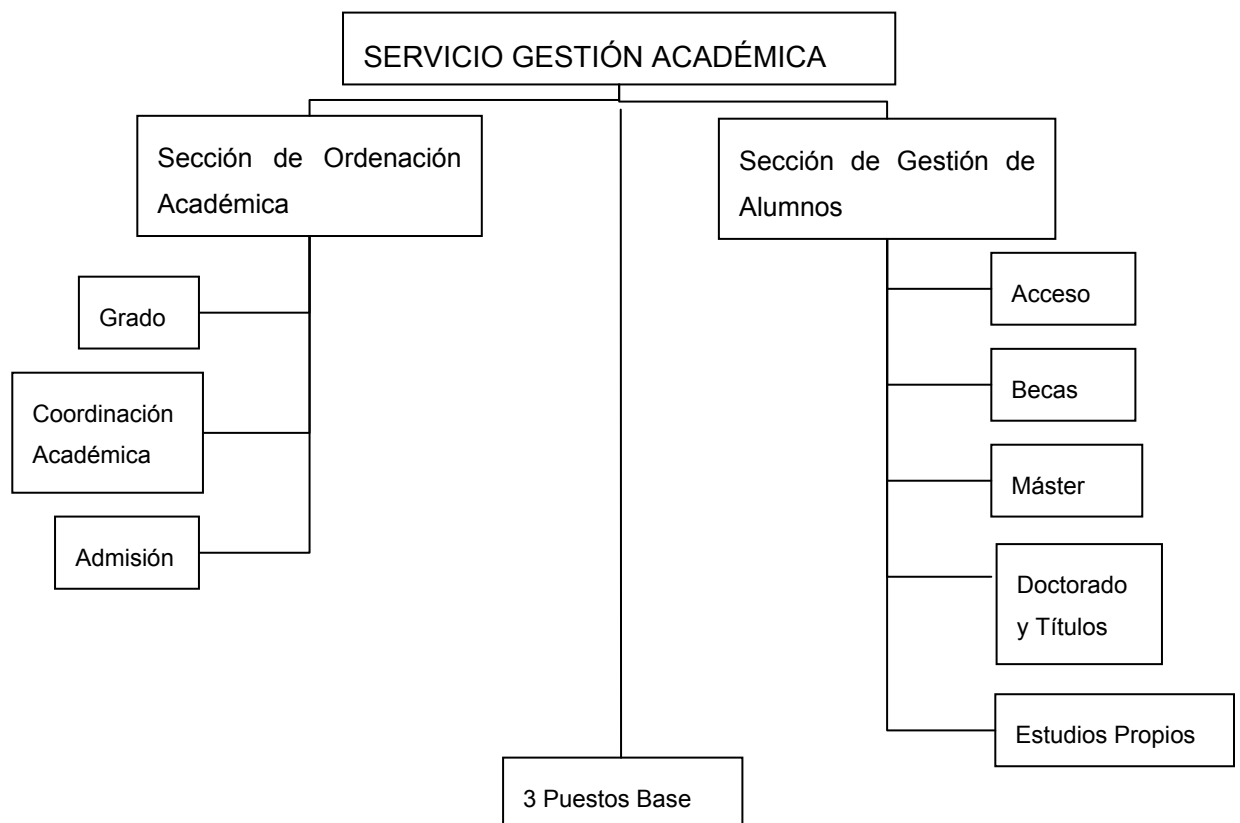 SERVICIO GESTIÓN ACADÉMICA
Sección de Ordenación
Académica
Sección de Gestión de
Alumnos
Grado
Coordinación
Académica
Admisión
Acceso
Becas
Máster
Doctorado
y Títulos
Estudios Propios
3 Puestos Base